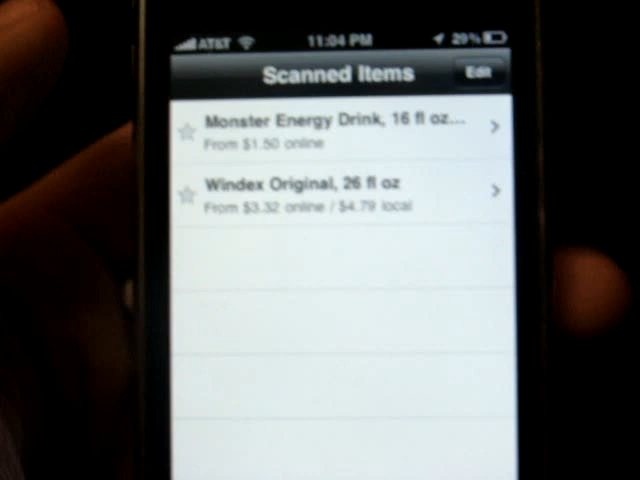 AT&T 11:04 PM 29%
Scanned Items Edit
Monster Energy Drink, 16 fl oz...
From $1.50 online
Windex Original, 26 fl oz
From $3.32 online / $4.79 local